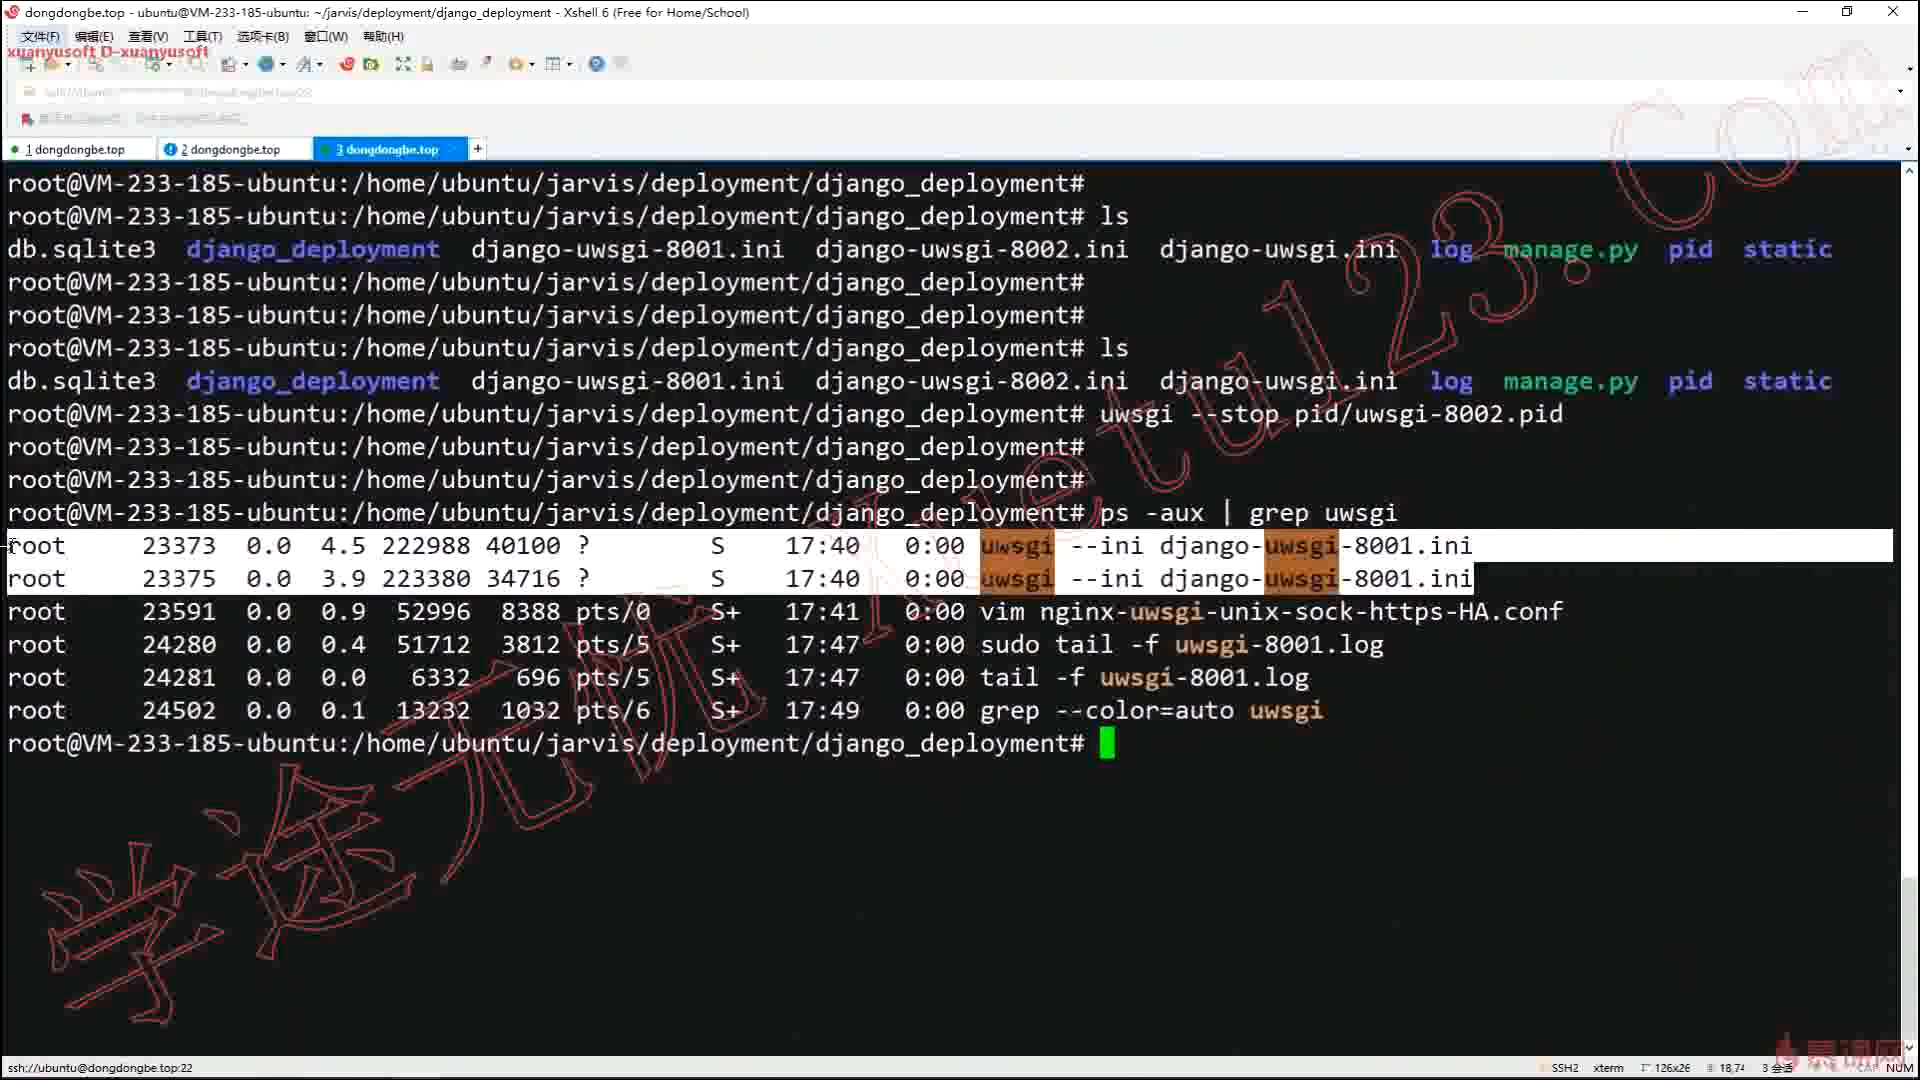 dongdongbe.top - ubuntu@VM-233-185-ubuntu: ~/jarvis/deployment/django_deployment - Xshell 6 (Free for Home/School)
文件(F) 编辑(E) 查看(V) 工具(T) 选项卡(B) 窗口(W) 帮助(H)
xuanyusoft D-xuanyusoft
1 dongdongbe.top 2 dongdongbe.top 3 dongdongbe.top +
root@VM-233-185-ubuntu:/home/ubuntu/jarvis/deployment/django_deployment#
root@VM-233-185-ubuntu:/home/ubuntu/jarvis/deployment/django_deployment# ls
db.sqlite3 django_deployment django-uwsgi-8001.ini django-uwsgi-8002.ini django-uwsgi.ini log manage.py pid static
root@VM-233-185-ubuntu:/home/ubuntu/jarvis/deployment/django_deployment#
root@VM-233-185-ubuntu:/home/ubuntu/jarvis/deployment/django_deployment#
root@VM-233-185-ubuntu:/home/ubuntu/jarvis/deployment/django_deployment# ls
db.sqlite3 django_deployment django-uwsgi-8001.ini django-uwsgi-8002.ini django-uwsgi.ini log manage.py pid static
root@VM-233-185-ubuntu:/home/ubuntu/jarvis/deployment/django_deployment# uwsgi --stop pid/uwsgi-8002.pid
root@VM-233-185-ubuntu:/home/ubuntu/jarvis/deployment/django_deployment#
root@VM-233-185-ubuntu:/home/ubuntu/jarvis/deployment/django_deployment#
root@VM-233-185-ubuntu:/home/ubuntu/jarvis/deployment/django_deployment# ps -aux | grep uwsgi
root 23373 0.0 4.5 222988 40100 ? S 17:40 0:00 uwsgi --ini django-uwsgi-8001.ini
root 23375 0.0 3.9 223380 34716 ? S 17:40 0:00 uwsgi --ini django-uwsgi-8001.ini
root 23591 0.0 0.9 52996 8388 pts/0 S+ 17:41 0:00 vim nginx-uwsgi-unix-sock-https-HA.conf
root 24280 0.0 0.4 51712 3812 pts/5 S+ 17:47 0:00 sudo tail -f uwsgi-8001.log
root 24281 0.0 0.0 6332 696 pts/5 S+ 17:47 0:00 tail -f uwsgi-8001.log
root 24502 0.0 0.1 13232 1032 pts/6 S+ 17:49 0:00 grep --color=auto uwsgi
root@VM-233-185-ubuntu:/home/ubuntu/jarvis/deployment/django_deployment#
学途无忧 Xuetu123.Com
慕课网
ssh://ubuntu@dongdongbe.top:22 SSH2 xterm 126x26 18,74 3 会话 CAP NUM